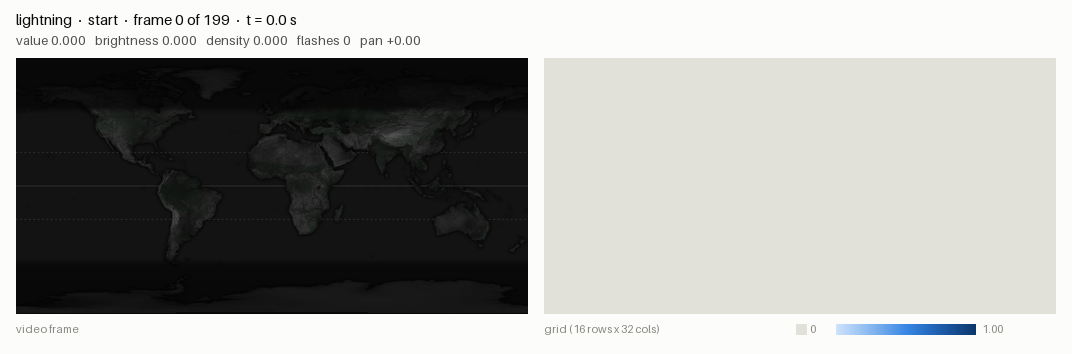 lightning · start · frame 0 of 199 · t = 0.0 s
value 0.000 brightness 0.000 density 0.000 flashes 0 pan +0.00
video frame
grid (16 rows x 32 cols)
0
1.00